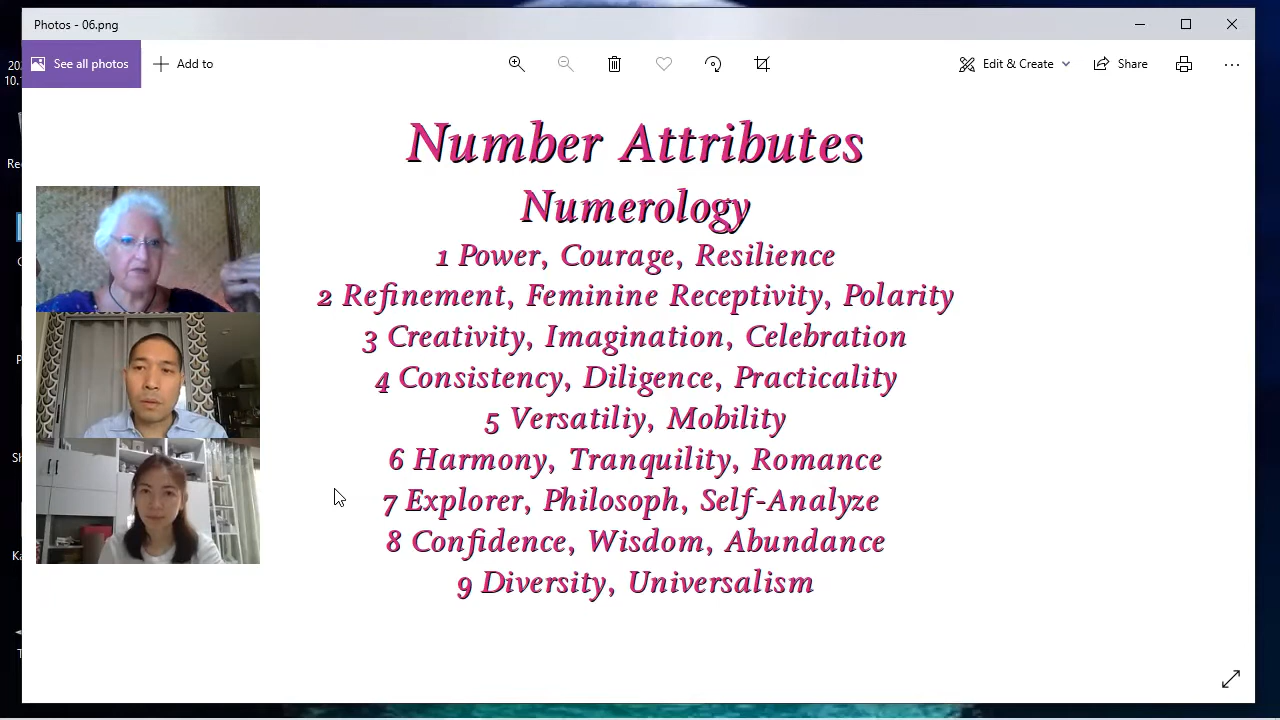 Photos - 06.png
See all photos
Add to
Edit & Create
Share
Number Attributes
Numerology
1 Power, Courage, Resilience
2 Refinement, Feminine Receptivity, Polarity
3 Creativity, Imagination, Celebration
4 Consistency, Diligence, Practicality
5 Versatiliy, Mobility
6 Harmony, Tranquility, Romance
7 Explorer, Philosoph, Self-Analyze
8 Confidence, Wisdom, Abundance
9 Diversity, Universalism